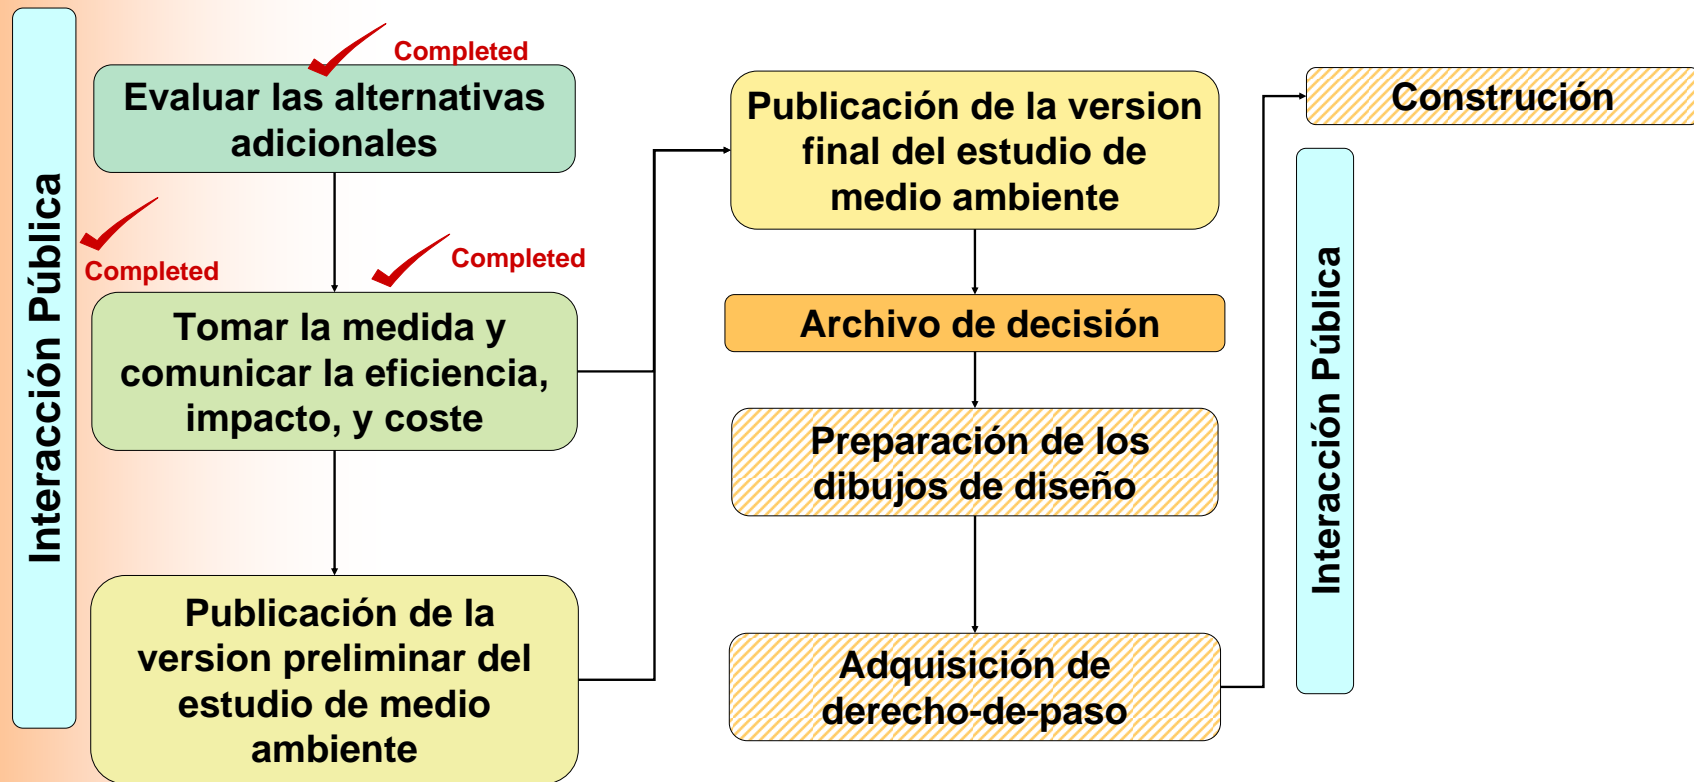 Interacción Pública
Completed
Evaluar las alternativas
adicionales
Completed
Completed
Tomar la medida y
comunicar la eficiencia,
impacto, y coste
Publicación de la
version preliminar del
estudio de medio
ambiente
Publicación de la version
final del estudio de
medio ambiente
Archivo de decisión
Preparación de los
dibujos de diseño
Adquisición de
derecho-de-paso
Construción
Interacción Pública